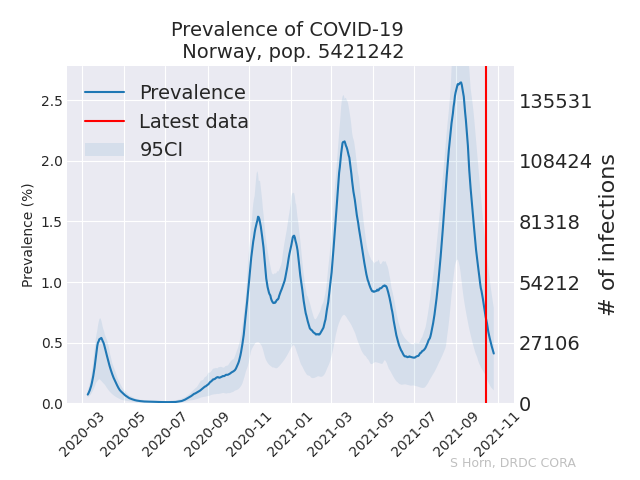 Prevalence of COVID-19
Norway, pop. 5421242
Prevalence
Latest data
95CI
Prevalence (%)
2.5
2.0
1.5
1.0
0.5
0.0
135531
108424
81318
54212
27106
0
# of infections
2020-03
2020-05
2020-07
2020-09
2020-11
2021-01
2021-03
2021-05
2021-07
2021-09
2021-11
S Horn, DRDC CORA